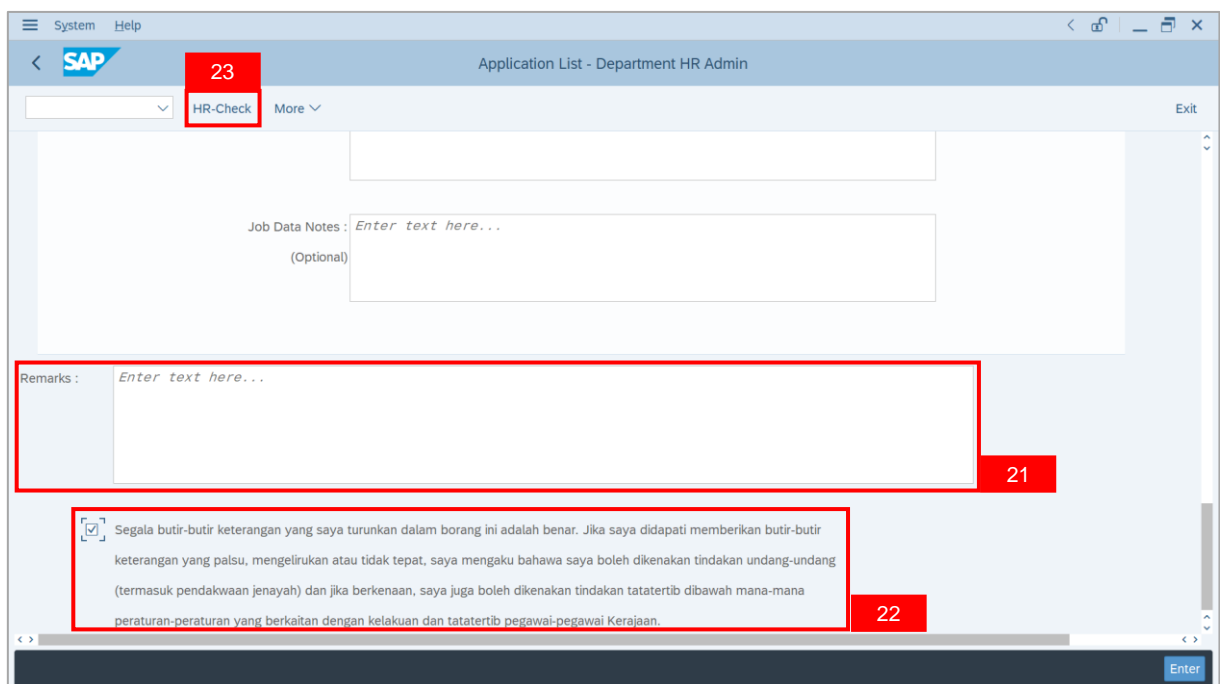 System Help
SAP
23
Application List - Department HR Admin
HR-Check More
Exit
Job Data Notes : Enter text here...
(Optional)
Remarks : Enter text here...
21
Segala butir-butir keterangan yang saya turunkan dalam borang ini adalah benar. Jika saya didapati memberikan butir-butir
keterangan yang palsu, mengelirukan atau tidak tepat, saya mengaku bahawa saya boleh dikenakan tindakan undang-undang
(termasuk pendakwaan jenayah) dan jika berkenaan, saya juga boleh dikenakan tindakan tatatertib dibawah mana-mana
peraturan-peraturan yang berkaitan dengan kelakuan dan tatatertib pegawai-pegawai Kerajaan.
22
Enter